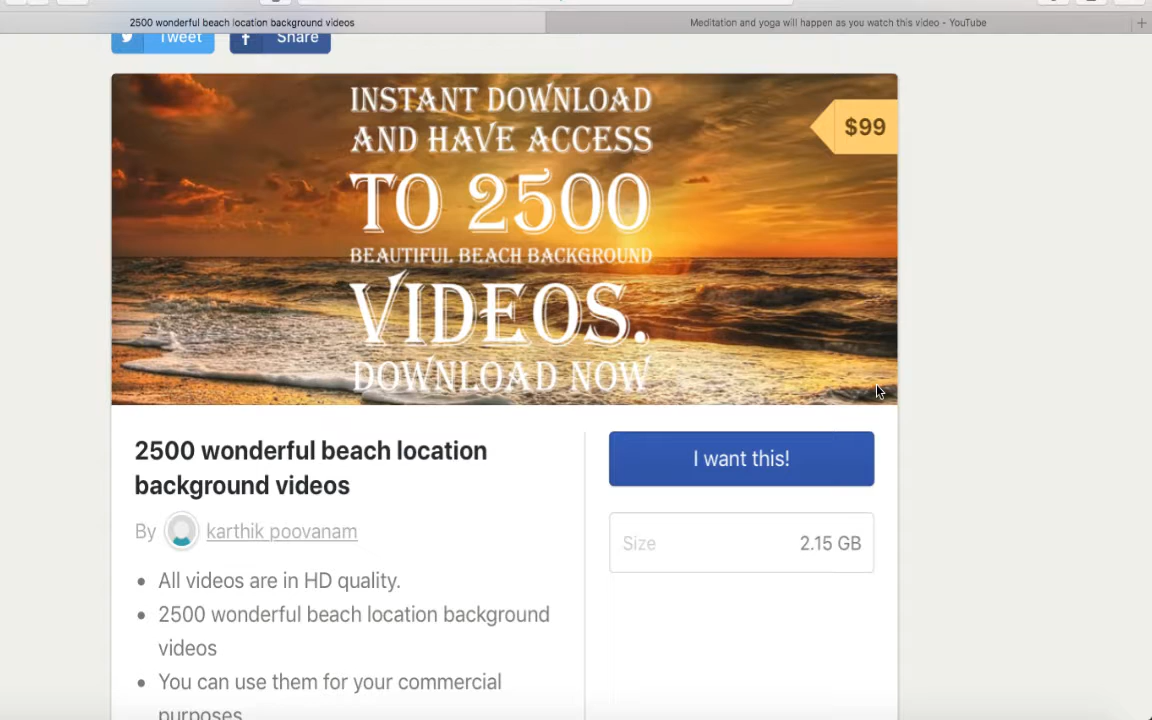 2500 wonderful beach location background videos
Meditation and yoga will happen as you watch this video - YouTube
Tweet
Share
INSTANT DOWNLOAD
AND HAVE ACCESS
TO 2500
BEAUTIFUL BEACH BACKGROUND
VIDEOS.
DOWNLOAD NOW
$99
2500 wonderful beach location
background videos
By karthik poovanam
All videos are in HD quality.
2500 wonderful beach location background
videos
You can use them for your commercial
purposes
I want this!
Size 2.15 GB